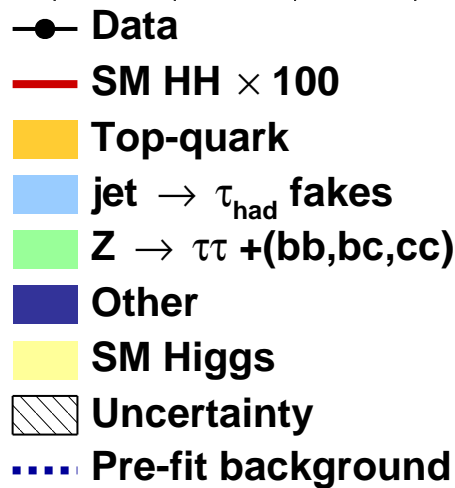 Data
SM HH × 100
Top-quark
jet → τhad fakes
Z → ττ +(bb,bc,cc)
Other
SM Higgs
Uncertainty
Pre-fit background